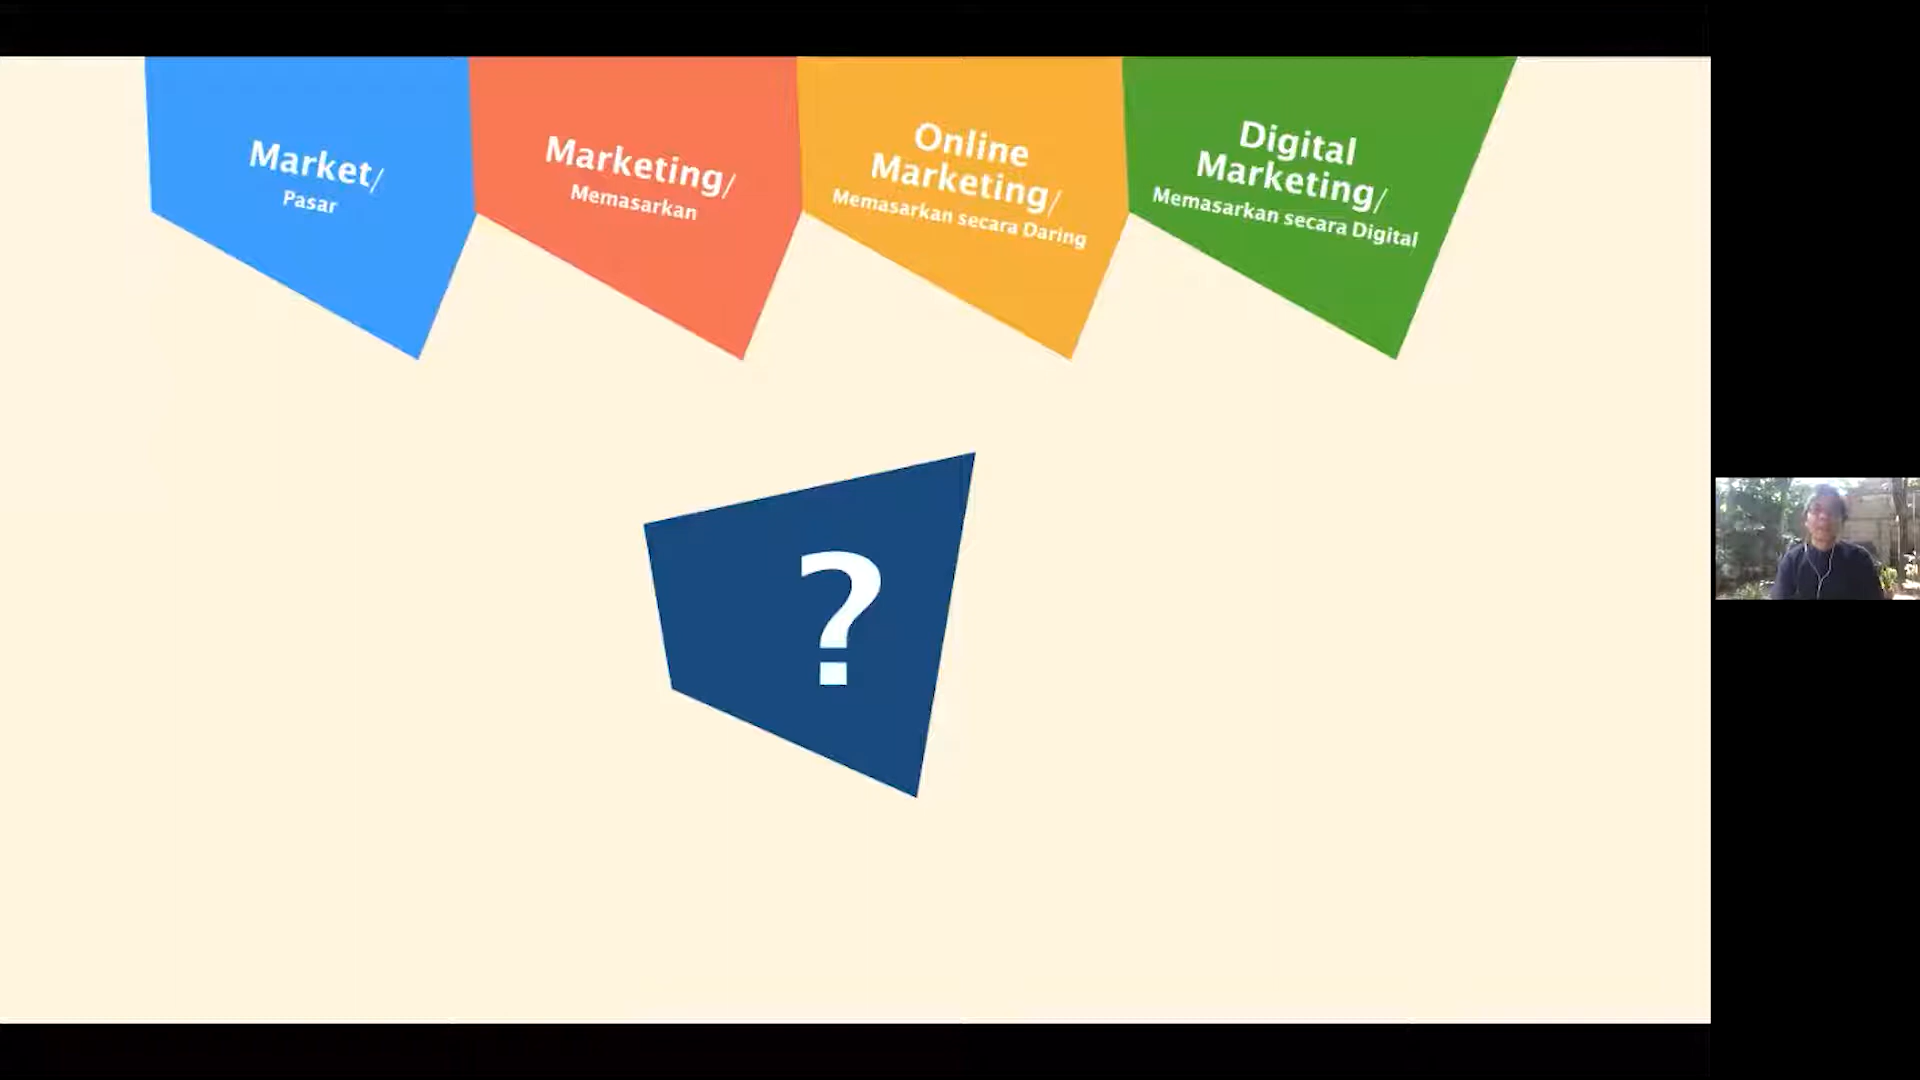 Market/
Pasar
Marketing/
Memasarkan
Online
Marketing/
Memasarkan secara Daring
Digital
Marketing/
Memasarkan secara Digital
?